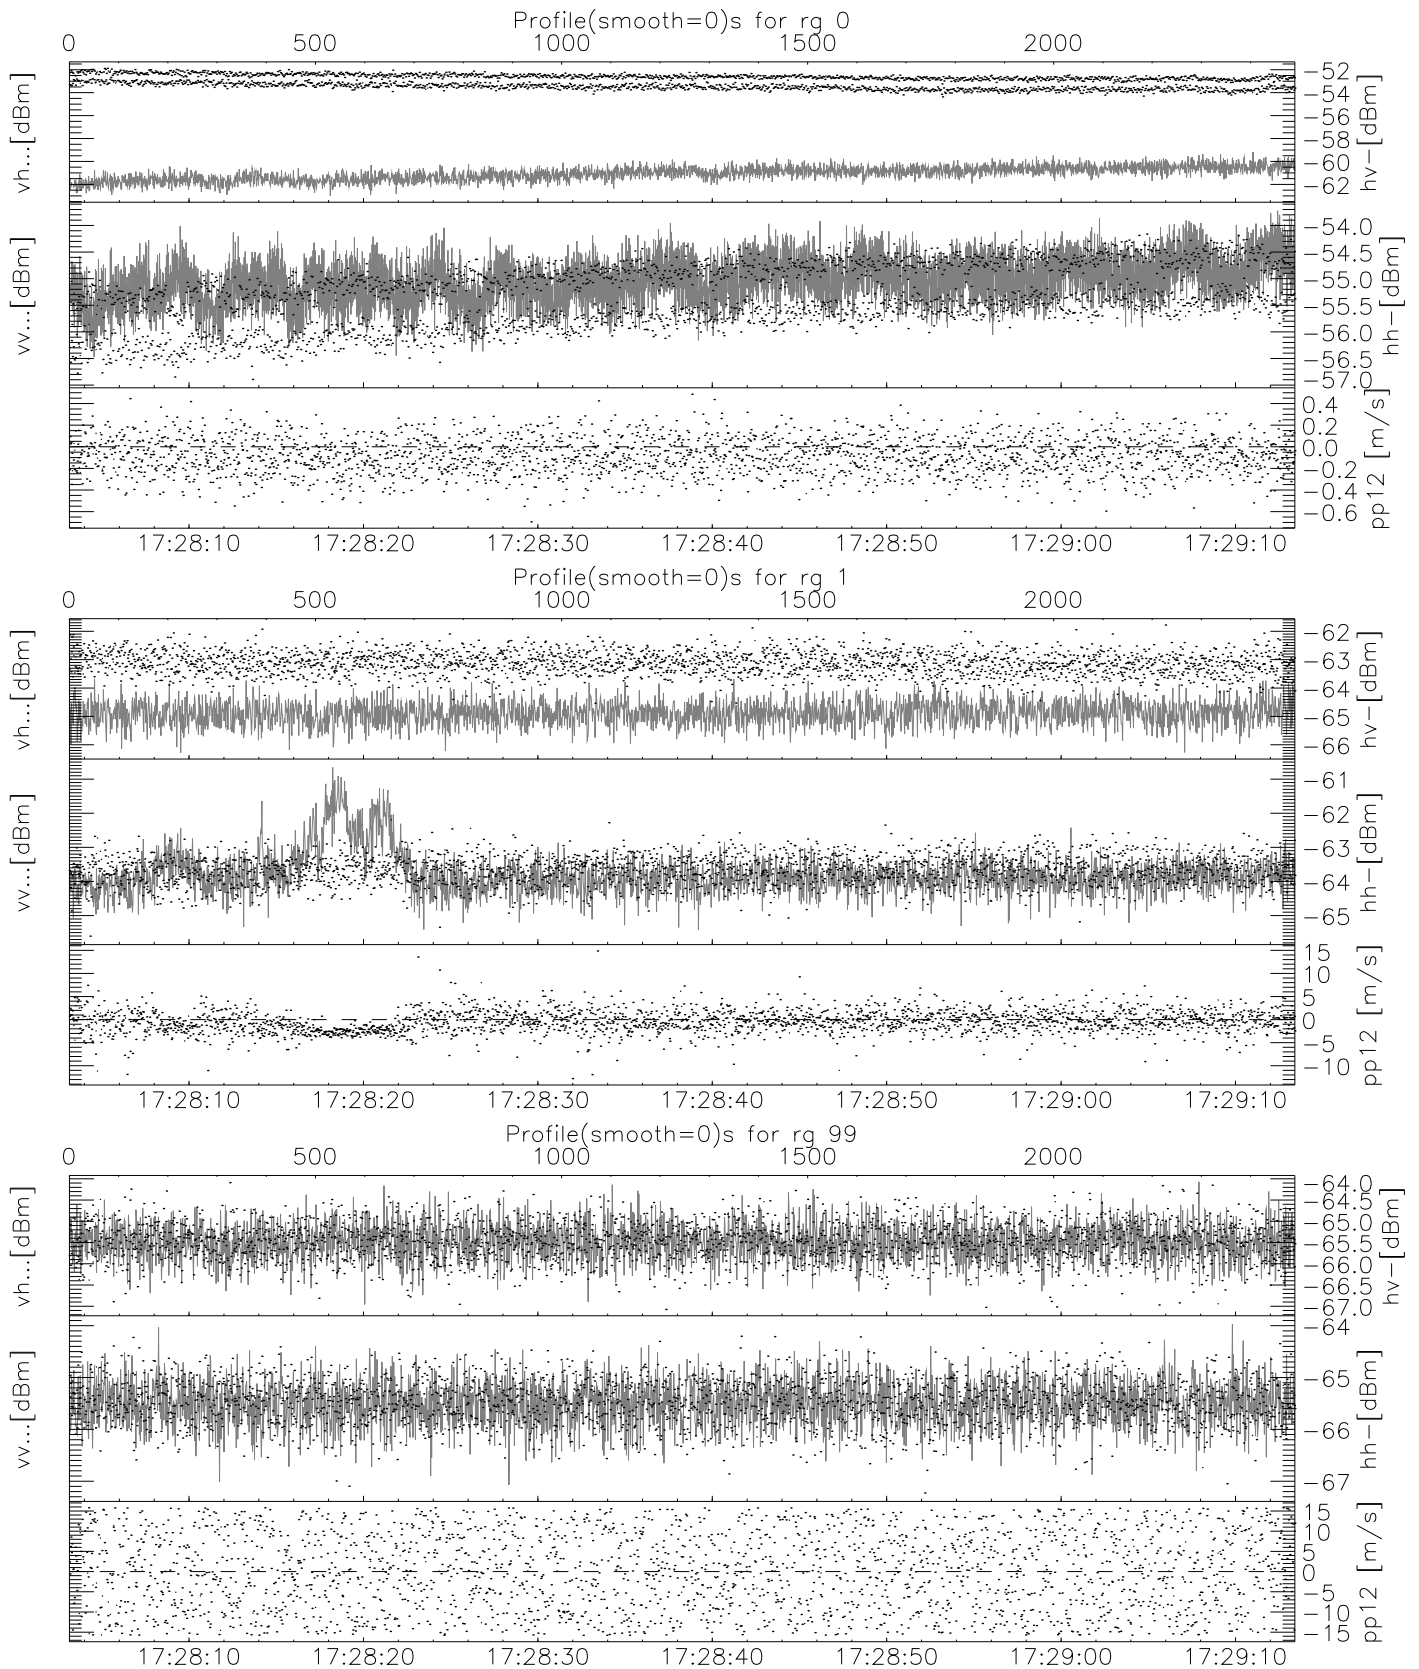 Profile(smooth=0)s for rg 0
0 500 1000 1500 2000
vh...[dBm]
-52
-54
-56
-58
-60
-62
hv-[dBm]
vv...[dBm]
-54.0
-54.5
-55.0
-55.5
-56.0
-56.5
-57.0
hh-[dBm]
0.4
0.2
0.0
-0.2
-0.4
-0.6
pp12 [m/s]
17:28:10 17:28:20 17:28:30 17:28:40 17:28:50 17:29:00 17:29:10
Profile(smooth=0)s for rg 1
0 500 1000 1500 2000
vh...[dBm]
-62
-63
-64
-65
-66
hv-[dBm]
vv...[dBm]
-61
-62
-63
-64
-65
hh-[dBm]
15
10
5
0
-5
-10
pp12 [m/s]
17:28:10 17:28:20 17:28:30 17:28:40 17:28:50 17:29:00 17:29:10
Profile(smooth=0)s for rg 99
0 500 1000 1500 2000
vh...[dBm]
-64.0
-64.5
-65.0
-65.5
-66.0
-66.5
-67.0
hv-[dBm]
vv...[dBm]
-64
-65
-66
-67
hh-[dBm]
15
10
5
0
-5
-10
-15
pp12 [m/s]
17:28:10 17:28:20 17:28:30 17:28:40 17:28:50 17:29:00 17:29:10